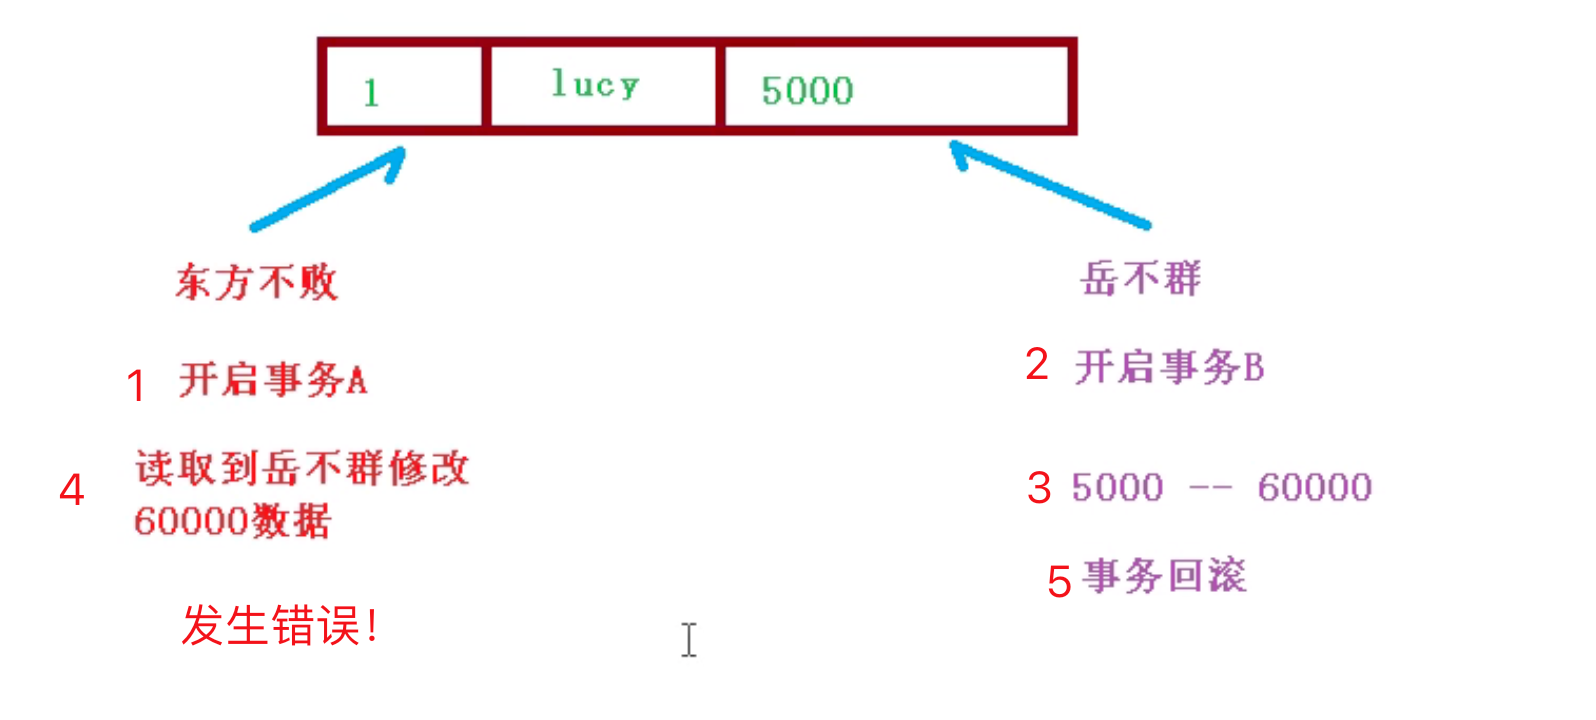 1 lucy 5000
东方不败
岳不群
1 开启事务A
2 开启事务B
4 读取到岳不群修改
60000数据
3 5000 -- 60000
5 事务回滚
发生错误!